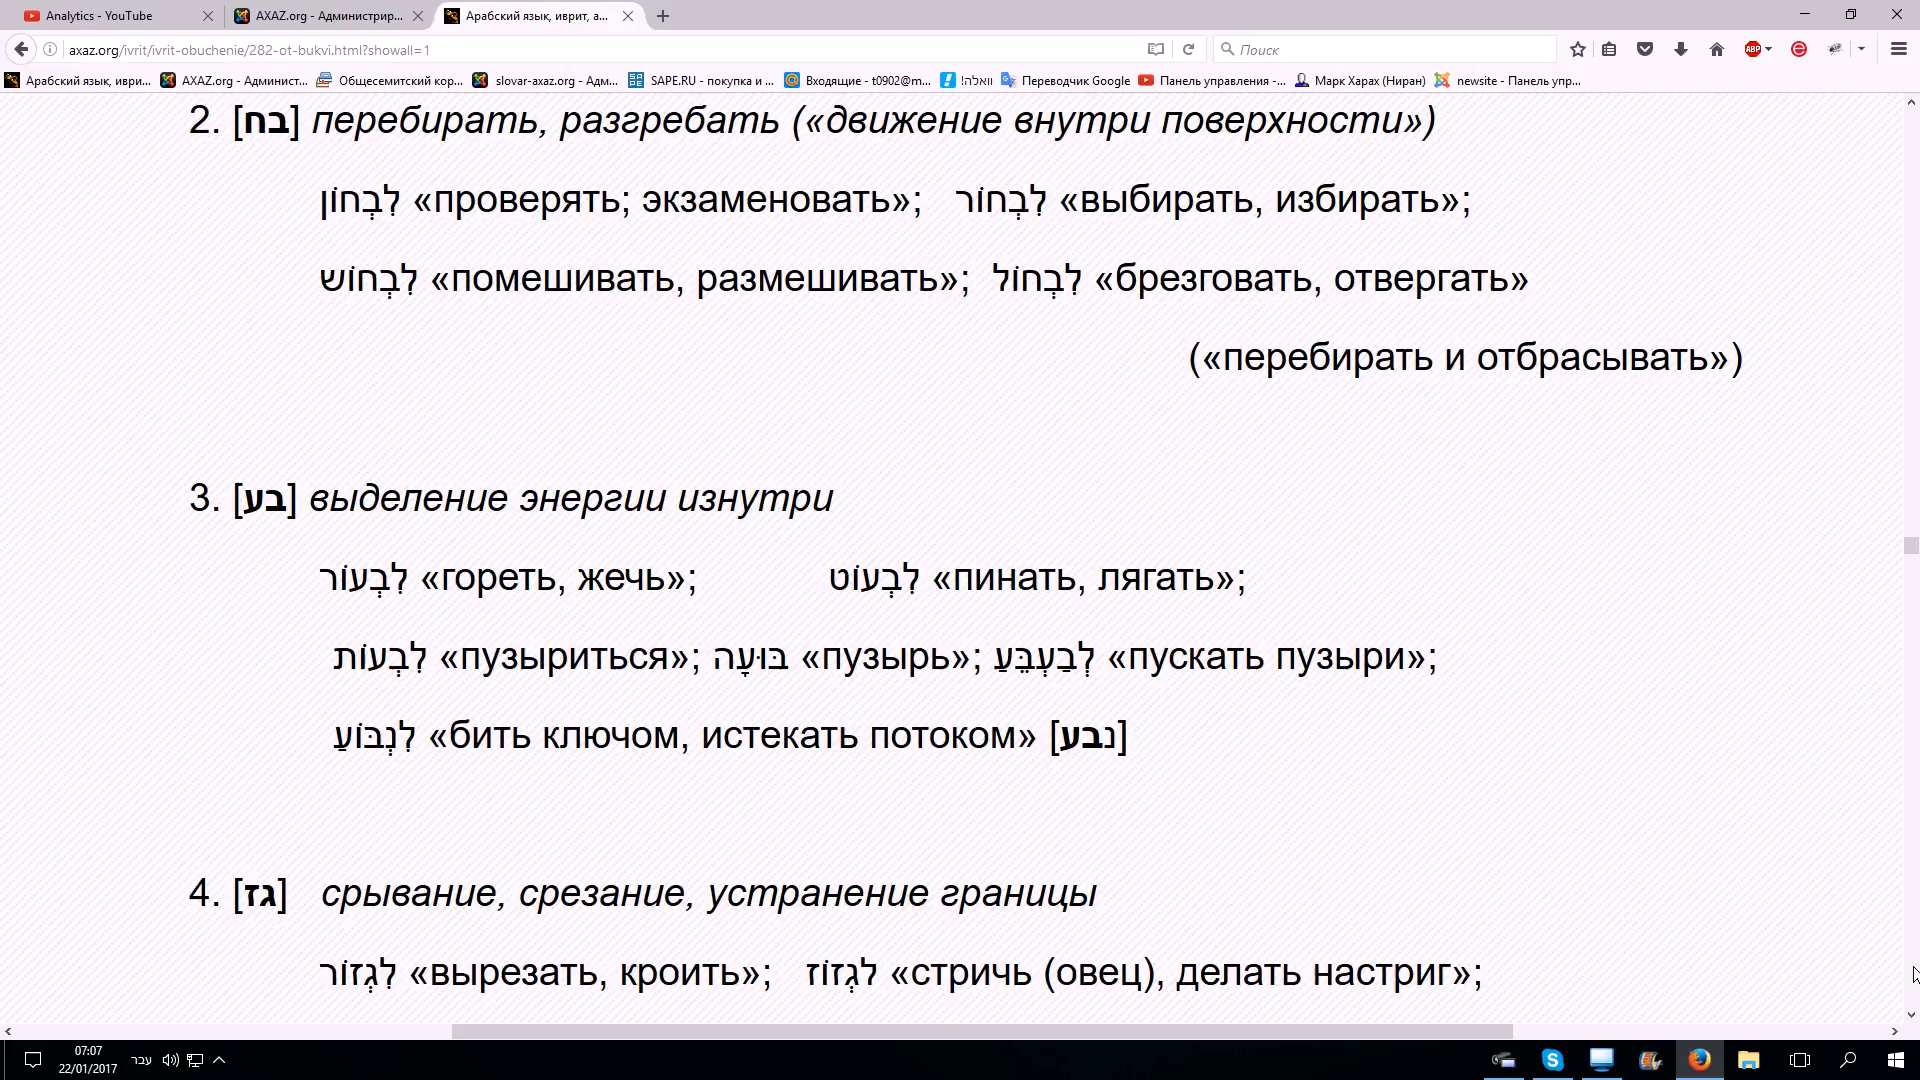 Analytics - YouTube
AXAZ.org - Администрир...
Арабский язык, иврит, а...
axaz.org/ivrit/ivrit-obuchenie/282-ot-bukvi.html?showall=1
Поиск
ABP
Арабский язык, иври...
AXAZ.org - Админист...
Общесемитский кор...
slovar-axaz.org - Адм...
SAPE.RU - покупка и ...
Входящие - t0902@m...
וואלה!
Переводчик Google
Панель управления -...
Марк Харах (Ниран)
newsite - Панель упр...
2. [בח] перебирать, разгребать («движение внутри поверхности»)
לִבְחוֹן «проверять; экзаменовать»; לִבְחוֹר «выбирать, избирать»;
לִבְחוֹש «помешивать, размешивать»; לִבְחוֹל «брезговать, отвергать»
(«перебирать и отбрасывать»)
3. [בע] выделение энергии изнутри
לִבְעוֹר «гореть, жечь»; לִבְעוֹט «пинать, лягать»;
לִבְעוֹת «пузыриться»; בּוּעָה «пузырь»; לְבַעְבֵּעַ «пускать пузыри»;
לִנְבּוֹעַ «бить ключом, истекать потоком» [נבע]
4. [גז] срывание, срезание, устранение границы
לִגְזוֹר «вырезать, кроить»; לגְזוֹז «стричь (овец), делать настриг»;
07:07
22/01/2017
עבר